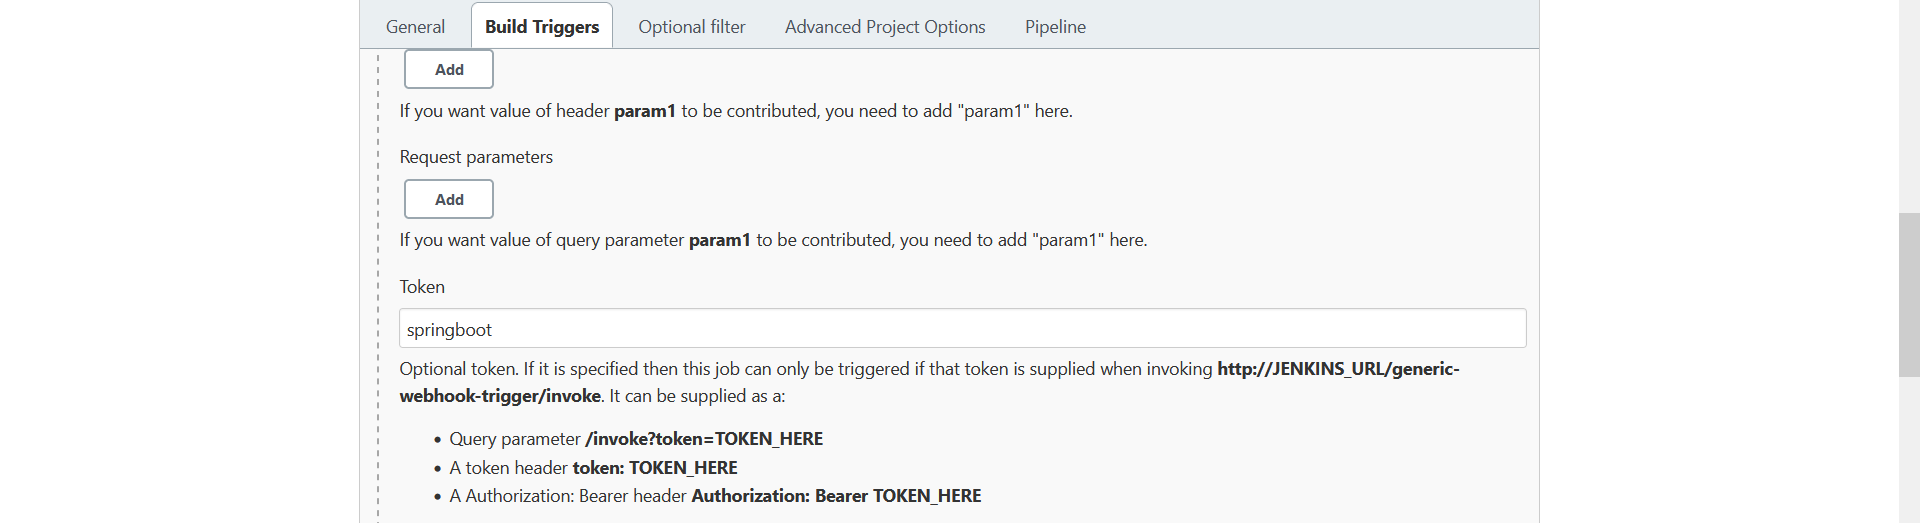 General Build Triggers Optional filter Advanced Project Options Pipeline
Add
If you want value of header param1 to be contributed, you need to add "param1" here.
Request parameters
Add
If you want value of query parameter param1 to be contributed, you need to add "param1" here.
Token
springboot
Optional token. If it is specified then this job can only be triggered if that token is supplied when invoking http://JENKINS_URL/generic-
webhook-trigger/invoke. It can be supplied as a:
• Query parameter /invoke?token=TOKEN_HERE
• A token header token: TOKEN_HERE
• A Authorization: Bearer header Authorization: Bearer TOKEN_HERE